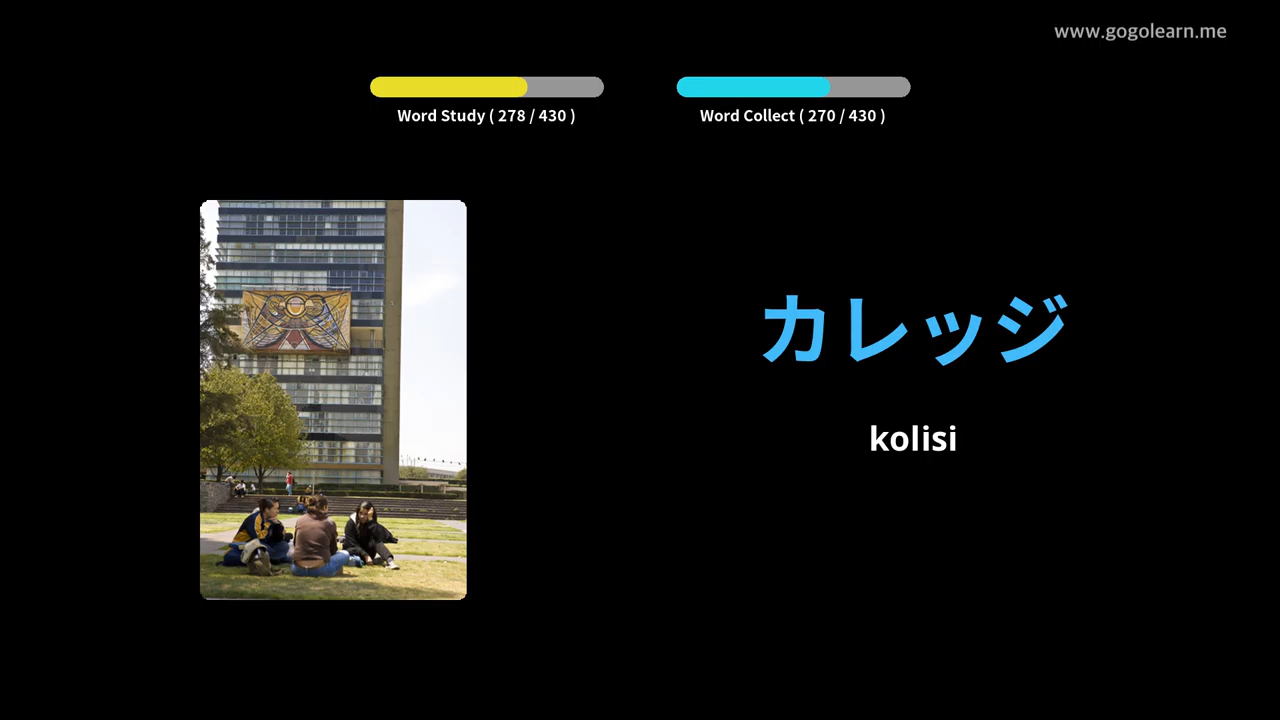 www.gogolearn.me
Word Study ( 278 / 430 )
Word Collect ( 270 / 430 )
カレッジ
kolisi